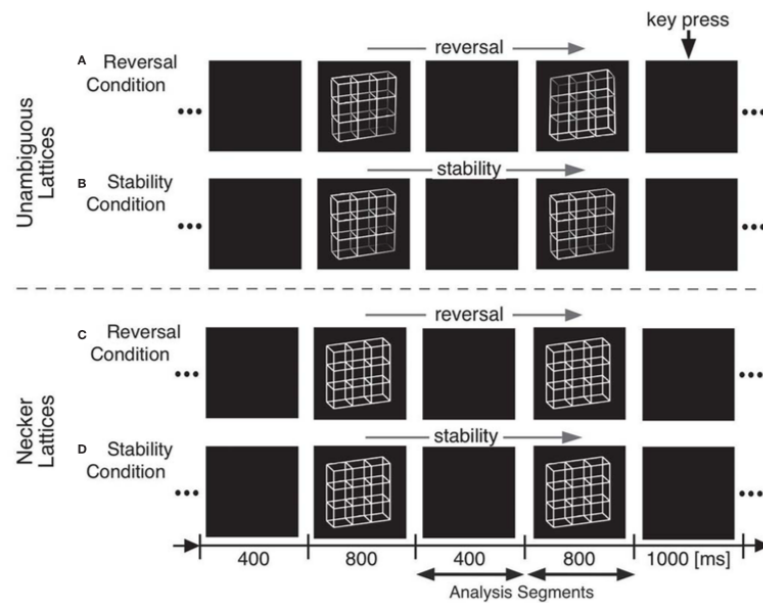 key press
A Reversal
Condition
reversal
Unambiguous
Lattices
B Stability
Condition
stability
C Reversal
Condition
reversal
Necker
Lattices
D Stability
Condition
stability
400 800 400 800 1000 [ms]
Analysis Segments